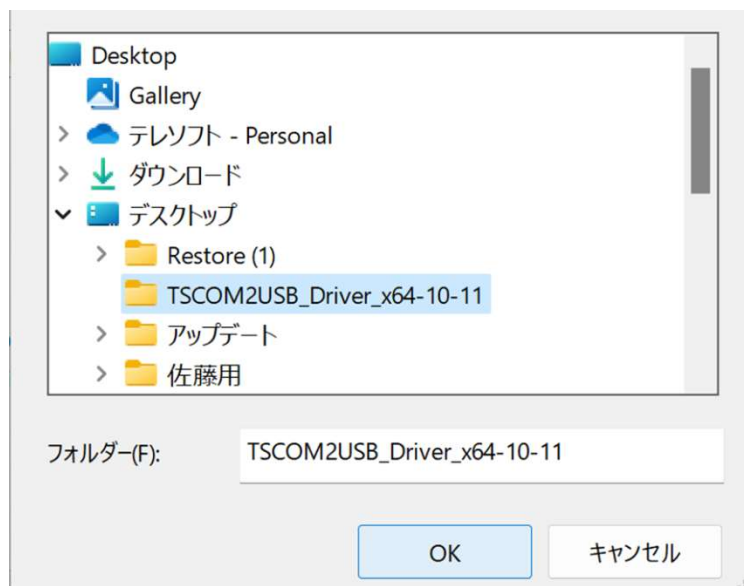 Desktop
Gallery
テレソフト - Personal
ダウンロード
デスクトップ
Restore (1)
TSCOM2USB_Driver_x64-10-11
アップデート
佐藤用
フォルダー(F):
TSCOM2USB_Driver_x64-10-11
OK
キャンセル